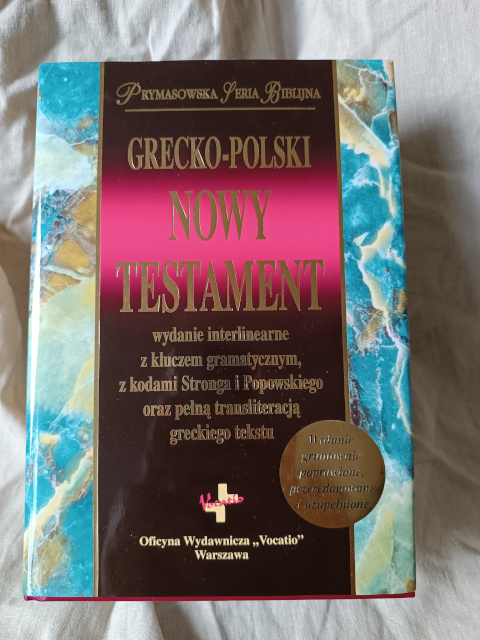 PRYMASOWSKA SERIA BIBLIJNA
GRECKO-POLSKI
NOWY
TESTAMENT
wydanie interlinearne
z kluczem gramatycznym,
z kodami Stronga i Popowskiego
oraz pełną transliteracją
greckiego tekstu
Wydanie
gruntownie
poprawione,
przeredagowane
i uzupełnione
Vocatio
Oficyna Wydawnicza „Vocatio”
Warszawa